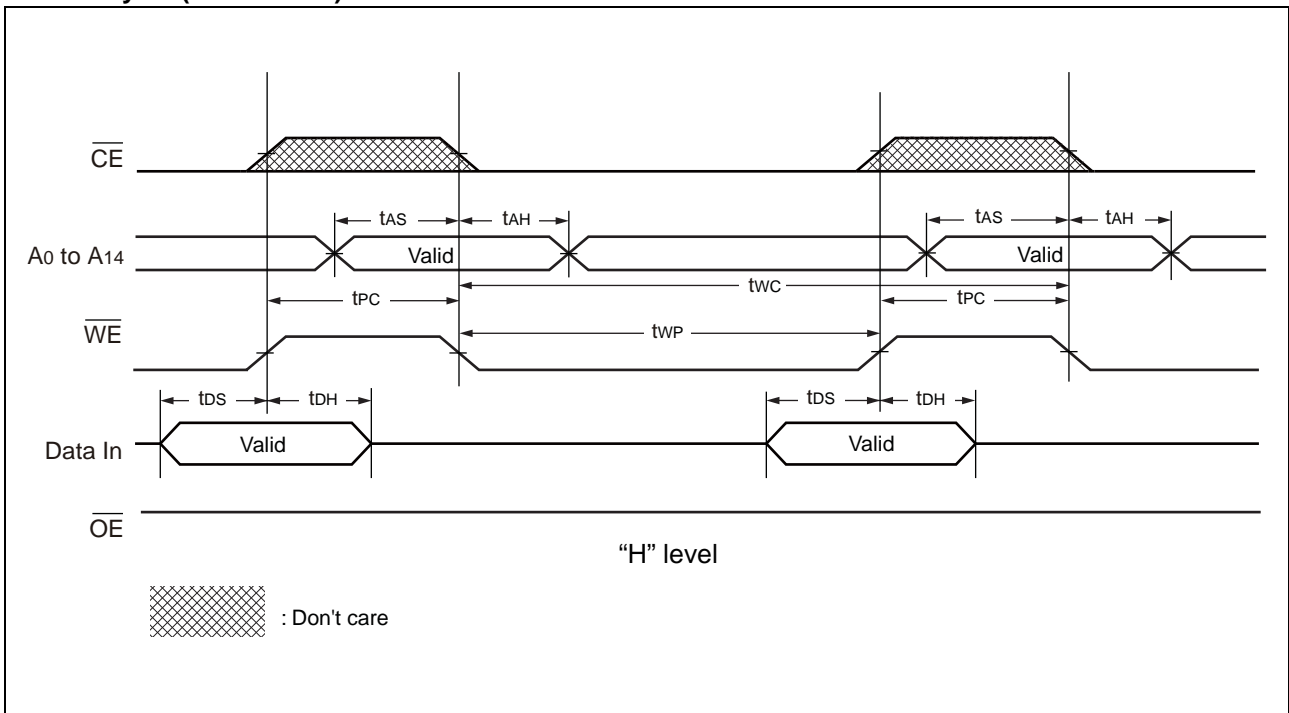 CE
tAS tAH tAS tAH
A0 to A14 Valid Valid
tWC
tPC tPC
WE tWP
tDS tDH tDS tDH
Data In Valid Valid
OE
“H” level
: Don't care